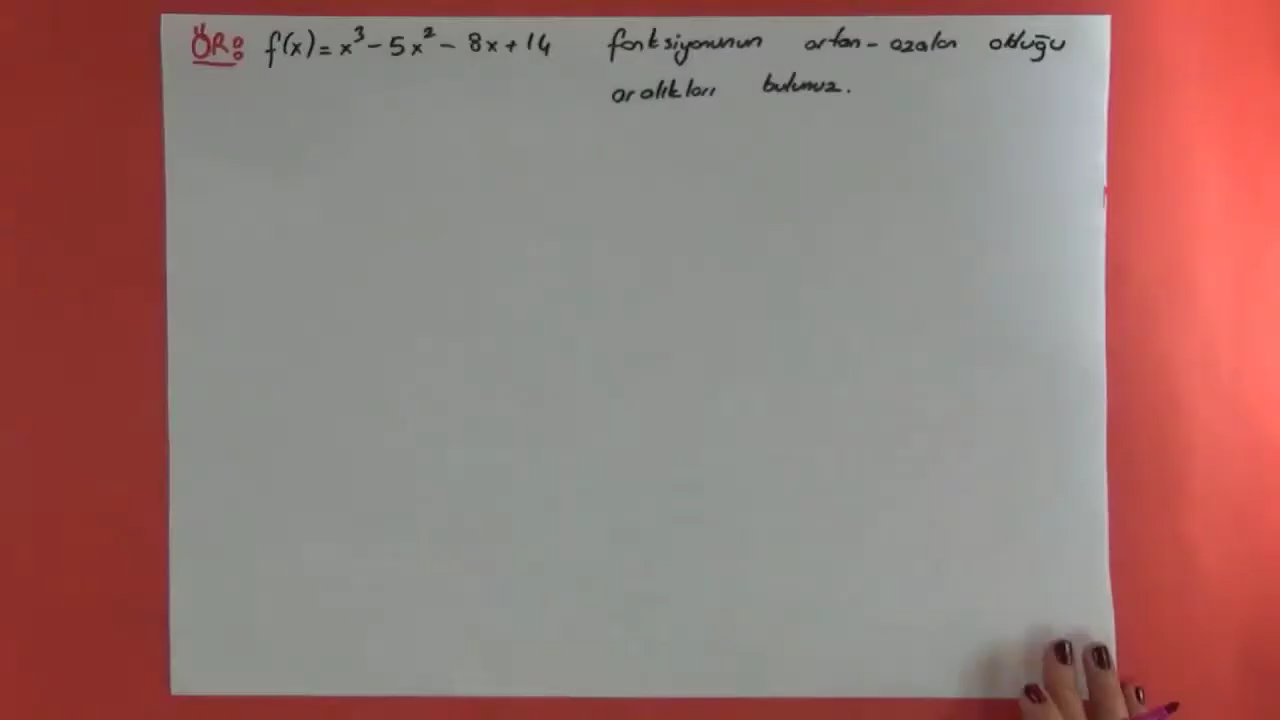 ÖR: f(x) = x³ - 5x² - 8x + 14 fonksiyonunun artan - azalan olduğu
aralıkları bulunuz.